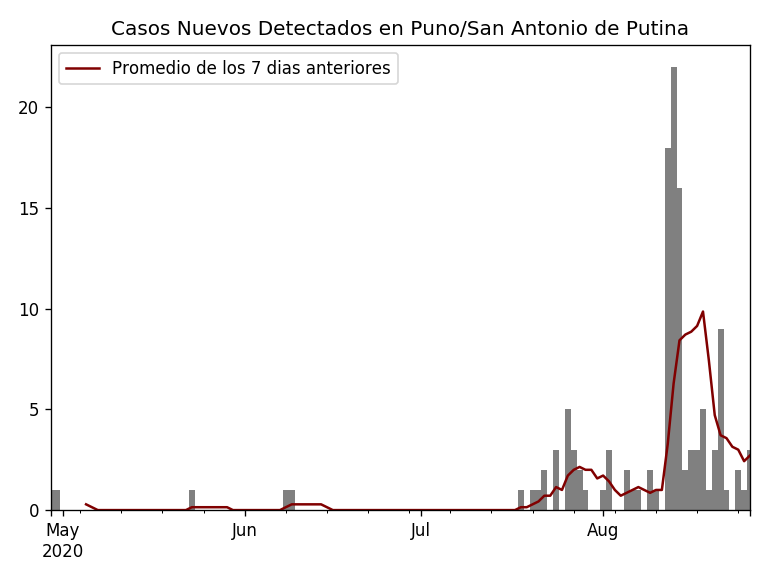 Casos Nuevos Detectados en Puno/San Antonio de Putina
Promedio de los 7 dias anteriores
20
15
10
5
0
May Jun Jul Aug
2020